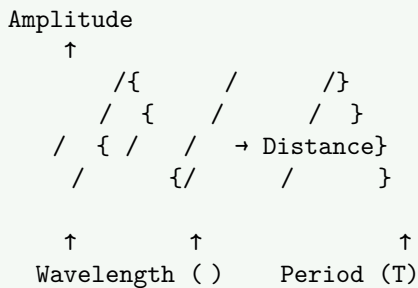 Amplitude
↑
/{ / /}
/ { / / }
/ { / / → Distance}
/ {/ / }
↑ ↑ ↑
Wavelength ( ) Period (T)